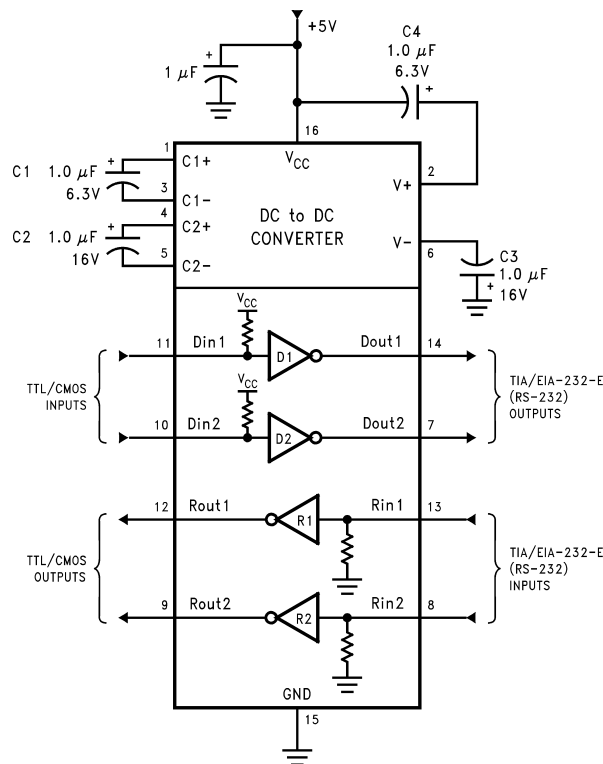 +5V
C4
1.0 μF
6.3V
+
+
1 μF
16
VCC
1
C1+
+
C1 1.0 μF
6.3V
3
C1-
4
C2+
+
C2 1.0 μF
16V
5
C2-
DC to DC
CONVERTER
2
V+
V-
6
C3
1.0 μF
+
16V
VCC
11
Din1
D1
Dout1
14
VCC
10
Din2
D2
Dout2
7
TTL/CMOS
INPUTS
TIA/EIA-232-E
(RS-232)
OUTPUTS
12
Rout1
R1
Rin1
13
9
Rout2
R2
Rin2
8
TTL/CMOS
OUTPUTS
TIA/EIA-232-E
(RS-232)
INPUTS
GND
15